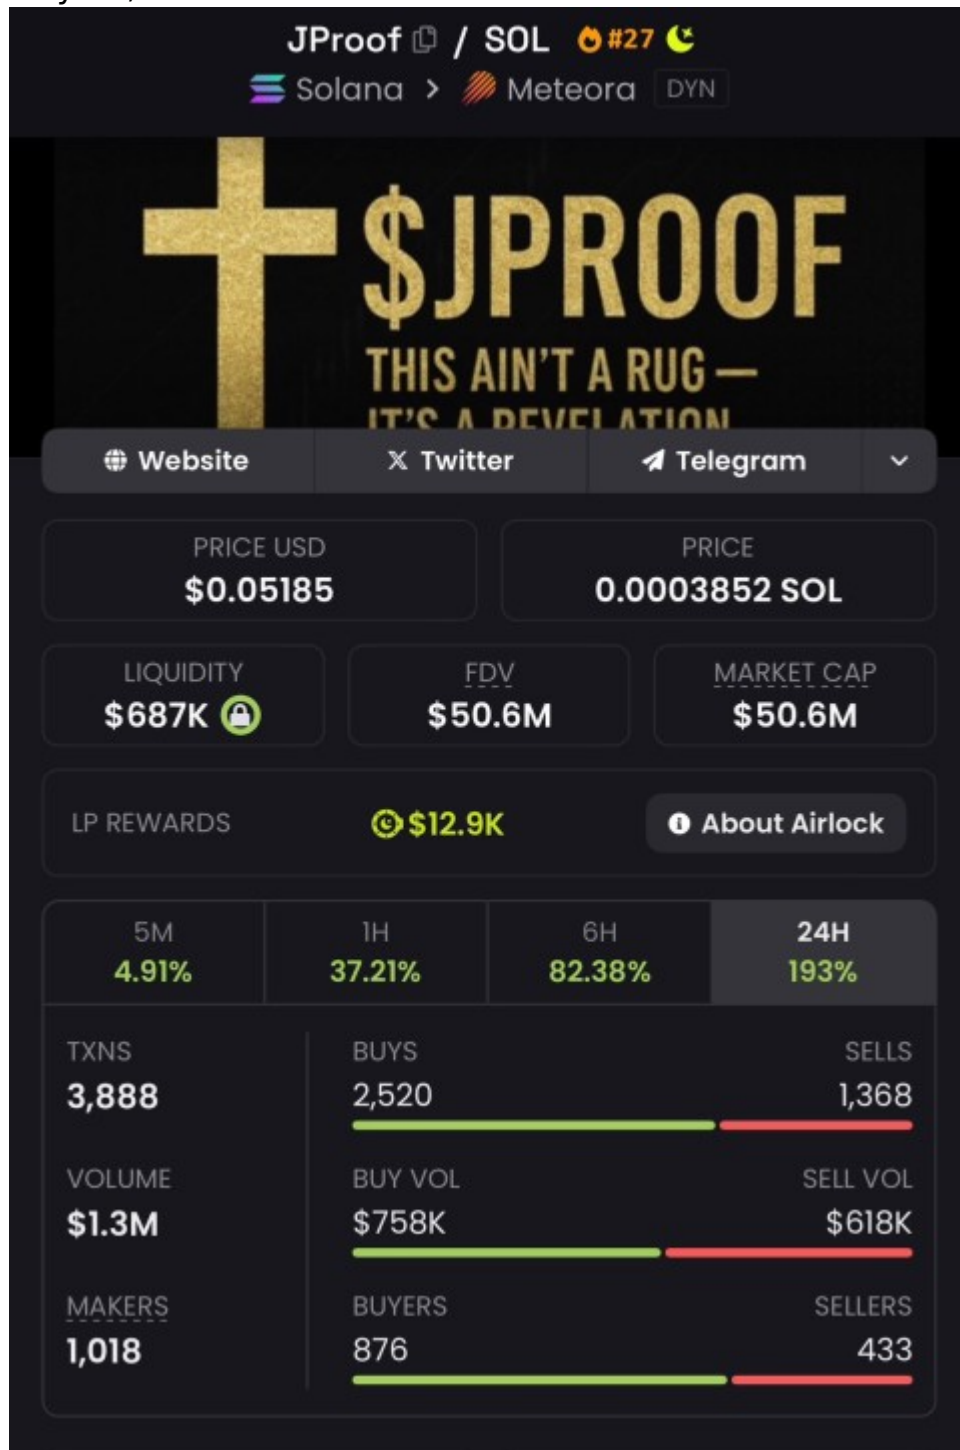 JProof / SOL #27
Solana > Meteora DYN
$JPROOF
THIS AIN'T A RUG —
IT'S A REVELATION
Website Twitter Telegram
PRICE USD PRICE
$0.05185 0.0003852 SOL
LIQUIDITY FDV MARKET CAP
$687K $50.6M $50.6M
LP REWARDS $12.9K About Airlock
5M 1H 6H 24H
4.91% 37.21% 82.38% 193%
TXNS BUYS SELLS
3,888 2,520 1,368
VOLUME BUY VOL SELL VOL
$1.3M $758K $618K
MAKERS BUYERS SELLERS
1,018 876 433